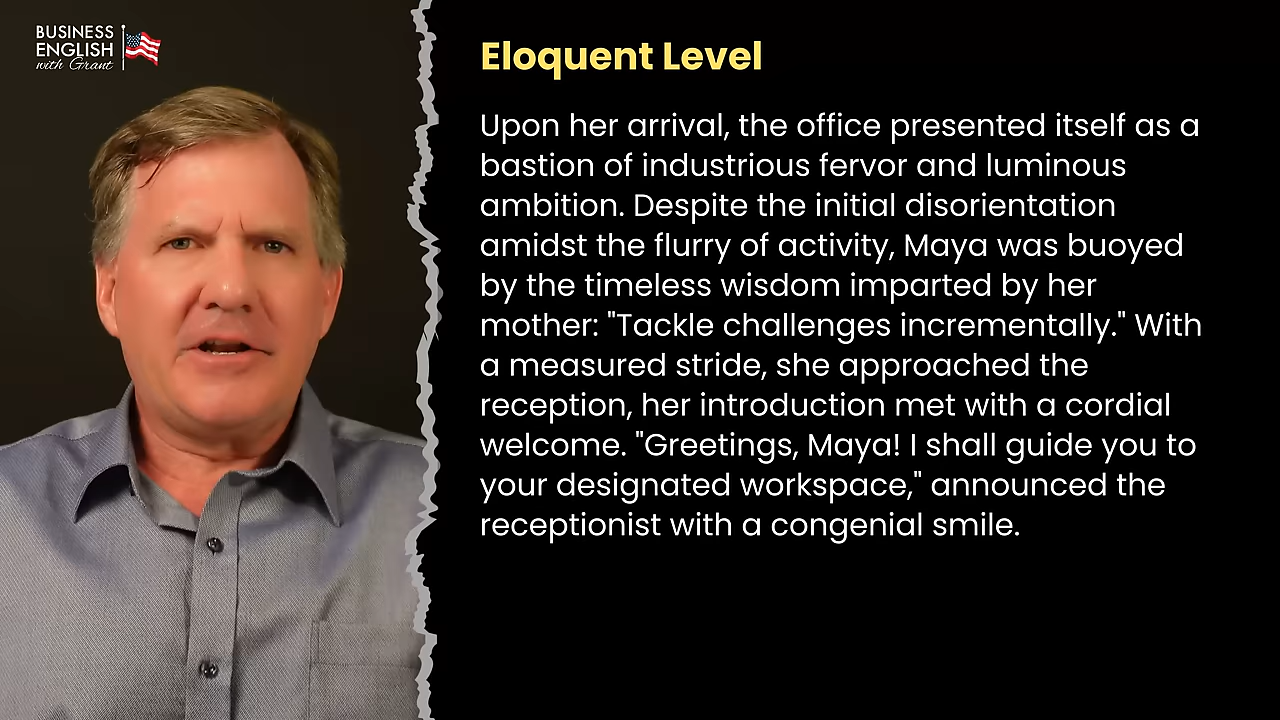 BUSINESS
ENGLISH
with Grant
Eloquent Level
Upon her arrival, the office presented itself as a
bastion of industrious fervor and luminous
ambition. Despite the initial disorientation
amidst the flurry of activity, Maya was buoyed
by the timeless wisdom imparted by her
mother: "Tackle challenges incrementally." With
a measured stride, she approached the
reception, her introduction met with a cordial
welcome. "Greetings, Maya! I shall guide you to
your designated workspace," announced the
receptionist with a congenial smile.